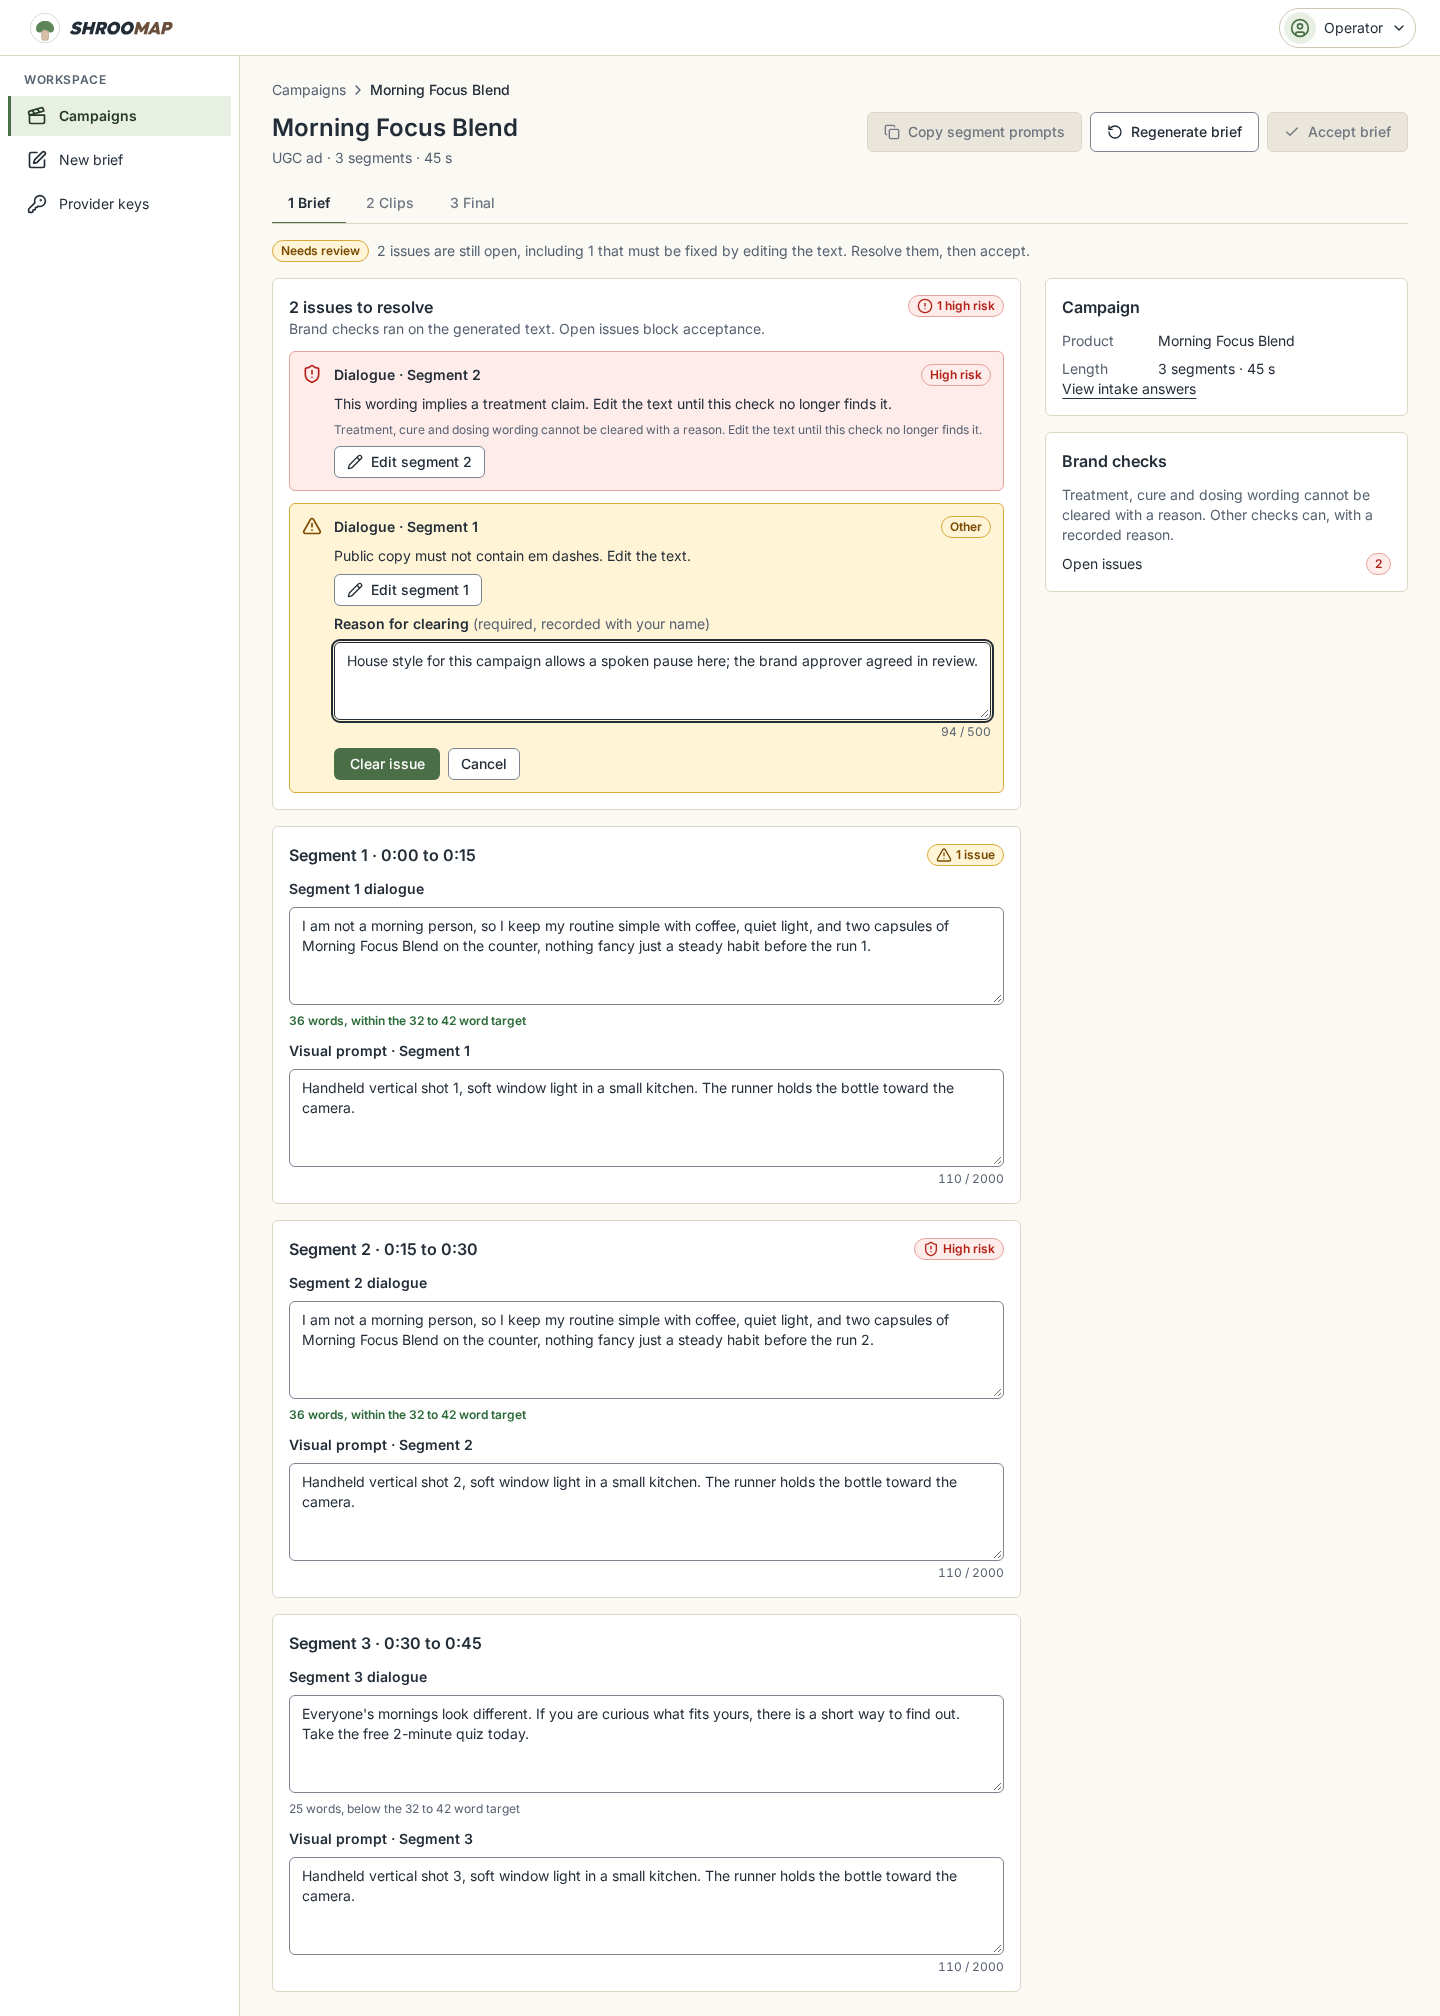 SHROOMAP
Operator
WORKSPACE
Campaigns
New brief
Provider keys
Campaigns > Morning Focus Blend
Morning Focus Blend
UGC ad · 3 segments · 45 s
Copy segment prompts
Regenerate brief
Accept brief
1 Brief
2 Clips
3 Final
Needs review
2 issues are still open, including 1 that must be fixed by editing the text. Resolve them, then accept.
2 issues to resolve
1 high risk
Brand checks ran on the generated text. Open issues block acceptance.
Dialogue · Segment 2
High risk
This wording implies a treatment claim. Edit the text until this check no longer finds it.
Treatment, cure and dosing wording cannot be cleared with a reason. Edit the text until this check no longer finds it.
Edit segment 2
Dialogue · Segment 1
Other
Public copy must not contain em dashes. Edit the text.
Edit segment 1
Reason for clearing (required, recorded with your name)
House style for this campaign allows a spoken pause here; the brand approver agreed in review.
94 / 500
Clear issue
Cancel
Segment 1 · 0:00 to 0:15
1 issue
Segment 1 dialogue
I am not a morning person, so I keep my routine simple with coffee, quiet light, and two capsules of
Morning Focus Blend on the counter, nothing fancy just a steady habit before the run 1.
36 words, within the 32 to 42 word target
Visual prompt · Segment 1
Handheld vertical shot 1, soft window light in a small kitchen. The runner holds the bottle toward the
camera.
110 / 2000
Segment 2 · 0:15 to 0:30
High risk
Segment 2 dialogue
I am not a morning person, so I keep my routine simple with coffee, quiet light, and two capsules of
Morning Focus Blend on the counter, nothing fancy just a steady habit before the run 2.
36 words, within the 32 to 42 word target
Visual prompt · Segment 2
Handheld vertical shot 2, soft window light in a small kitchen. The runner holds the bottle toward the
camera.
110 / 2000
Segment 3 · 0:30 to 0:45
Segment 3 dialogue
Everyone's mornings look different. If you are curious what fits yours, there is a short way to find out.
Take the free 2-minute quiz today.
25 words, below the 32 to 42 word target
Visual prompt · Segment 3
Handheld vertical shot 3, soft window light in a small kitchen. The runner holds the bottle toward the
camera.
110 / 2000
Campaign
Product Morning Focus Blend
Length 3 segments · 45 s
View intake answers
Brand checks
Treatment, cure and dosing wording cannot be
cleared with a reason. Other checks can, with a
recorded reason.
Open issues 2